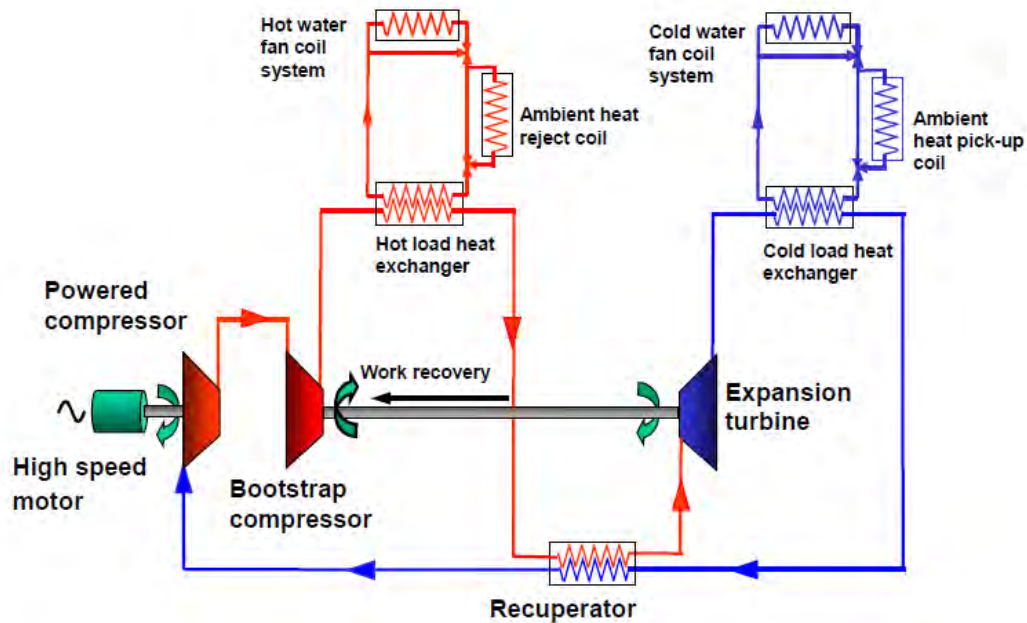 Hot water
fan coil
system
Cold water
fan coil
system
Ambient heat
reject coil
Ambient
heat pick-up
coil
Hot load heat
exchanger
Cold load heat
exchanger
Powered
compressor
Work recovery
Expansion
turbine
High speed
motor
Bootstrap
compressor
Recuperator